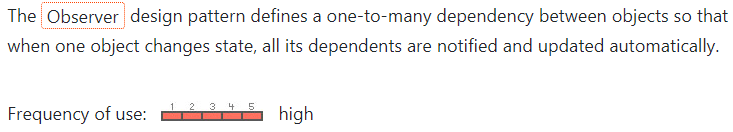 The Observer design pattern defines a one-to-many dependency between objects so that
when one object changes state, all its dependents are notified and updated automatically.
Frequency of use: 1 2 3 4 5 high